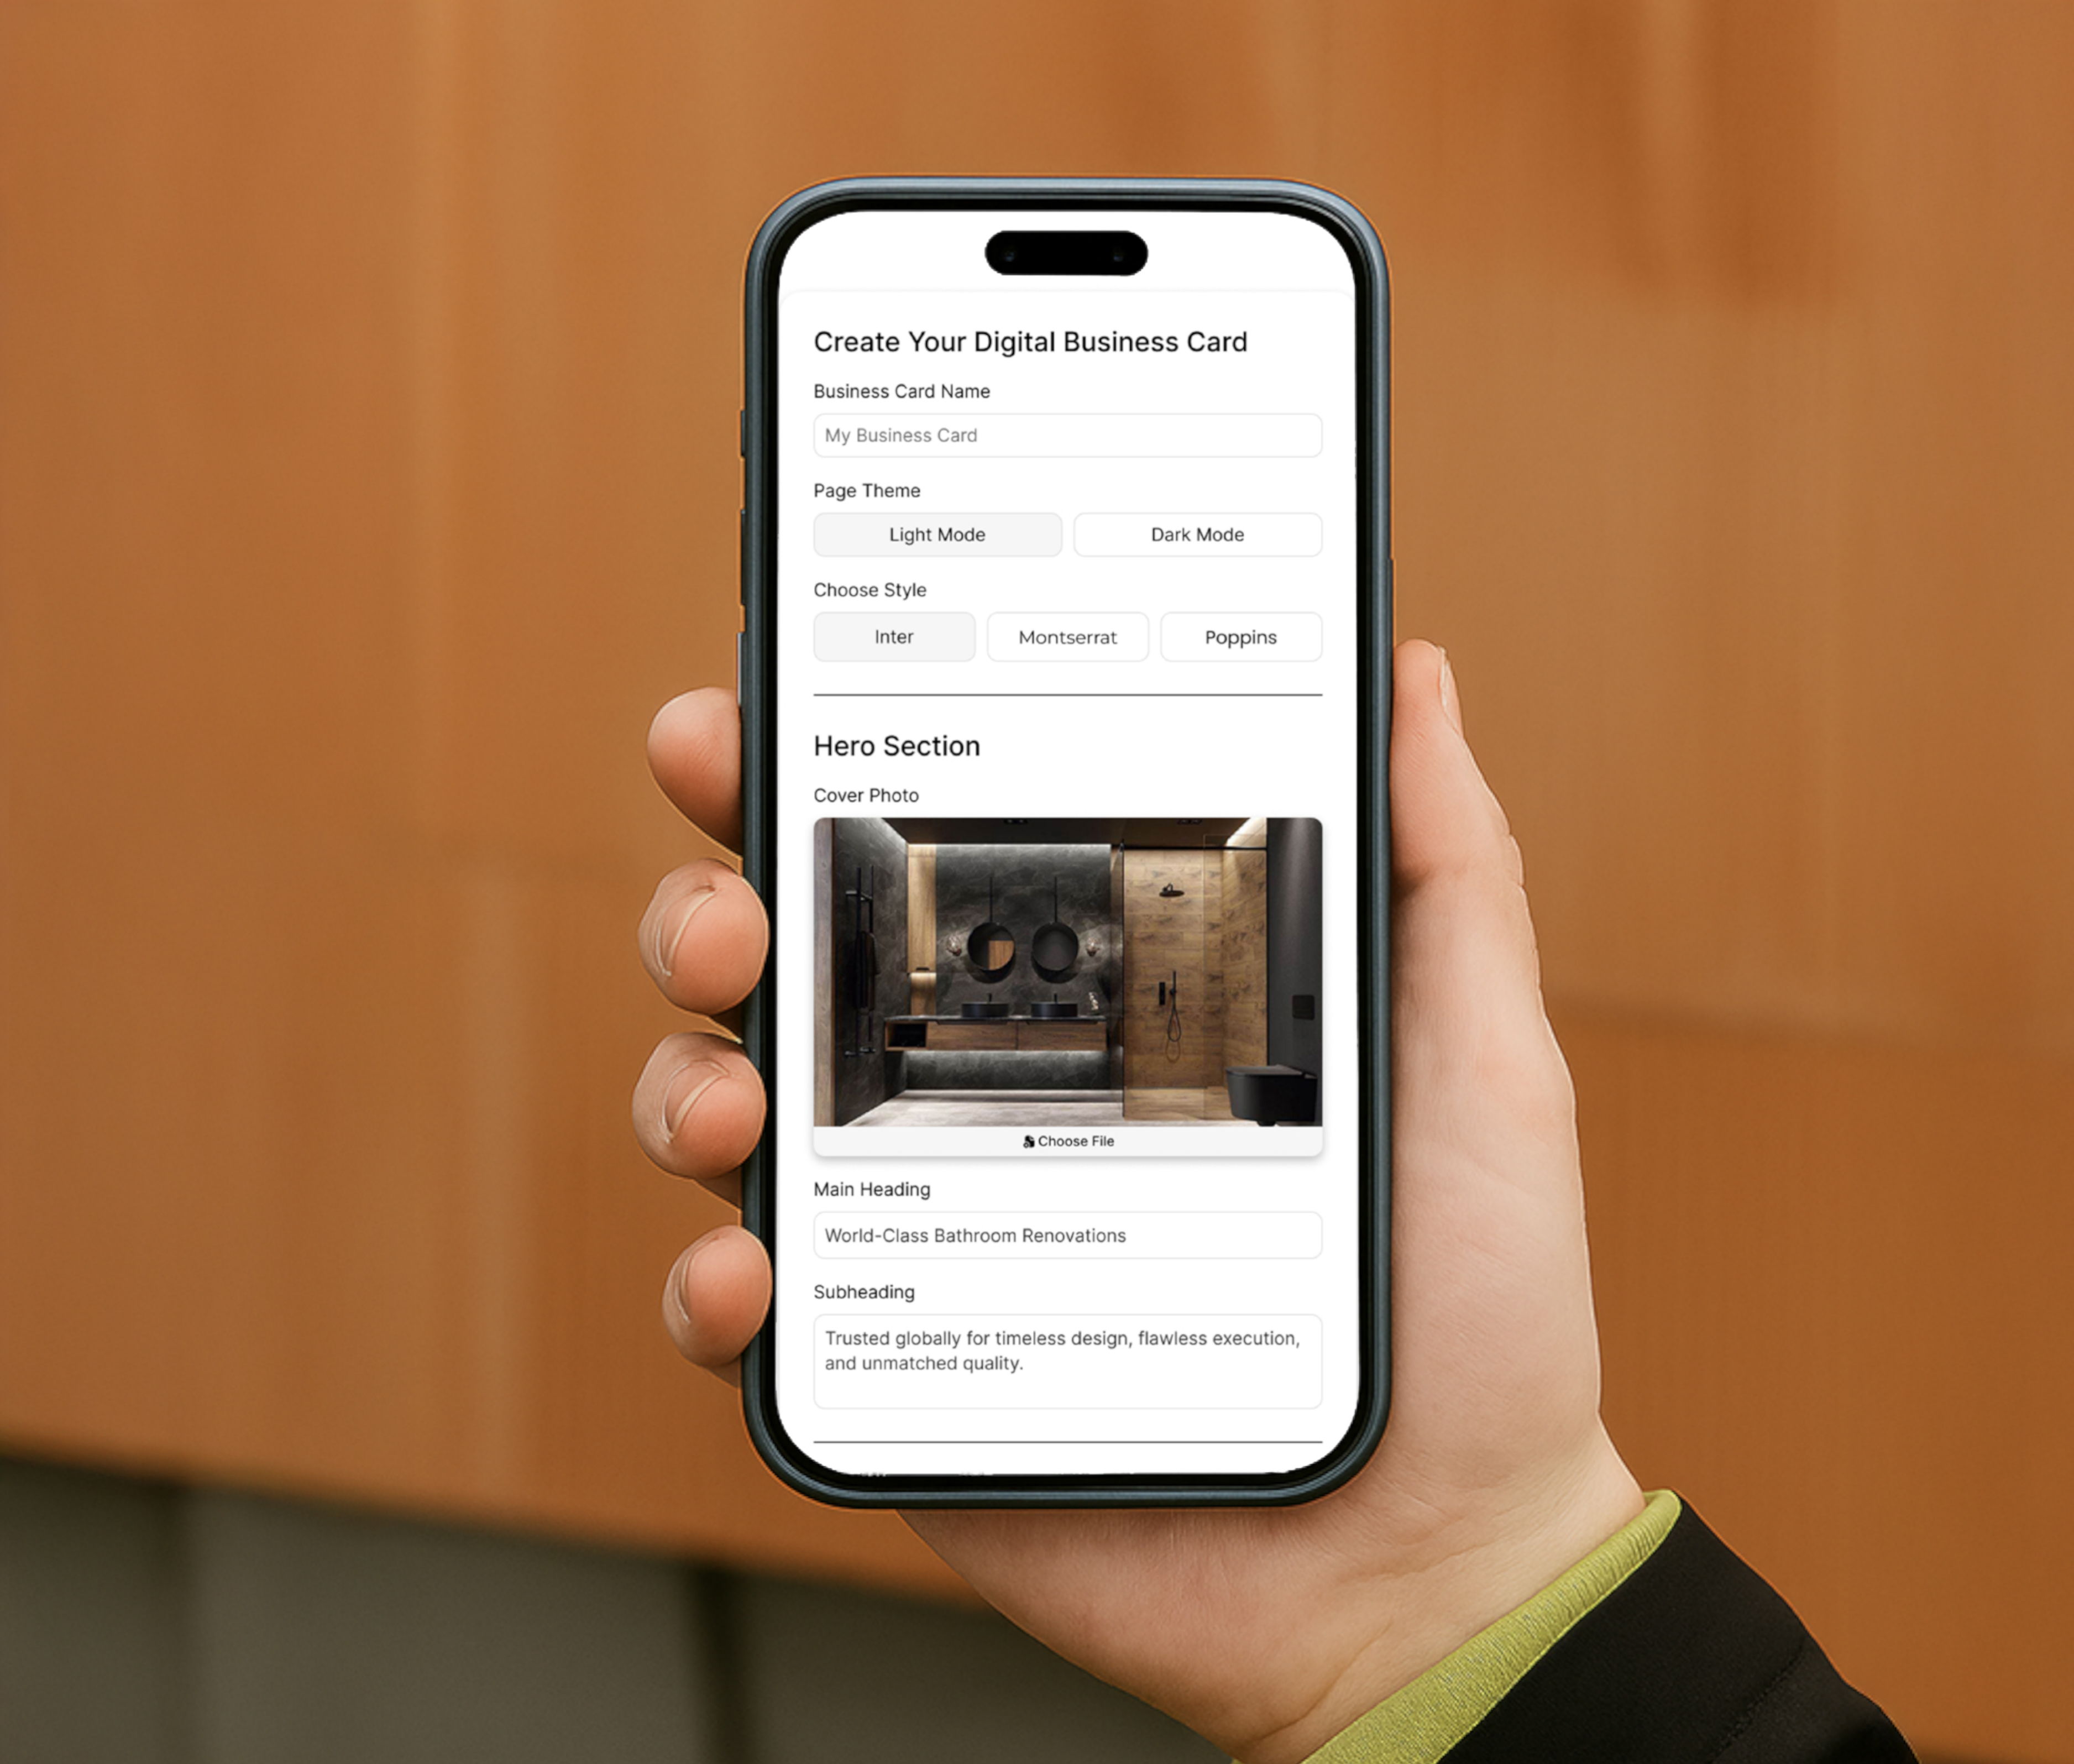 Create Your Digital Business Card
Business Card Name
My Business Card
Page Theme
Light Mode
Dark Mode
Choose Style
Inter
Montserrat
Poppins
Hero Section
Cover Photo
Choose File
Main Heading
World-Class Bathroom Renovations
Subheading
Trusted globally for timeless design, flawless execution,
and unmatched quality.